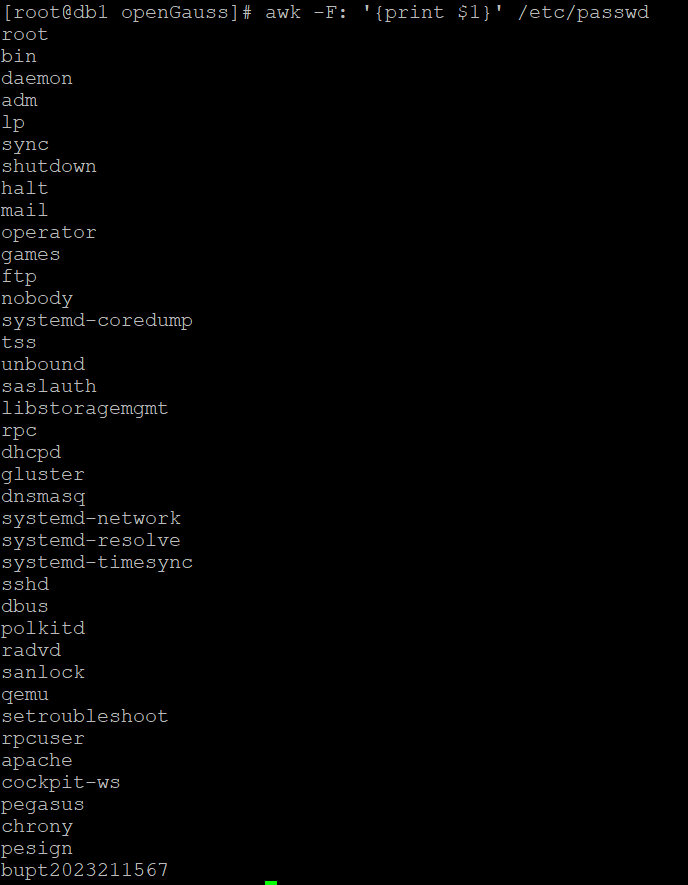 [root@db1 openGauss]# awk -F: '{print $1}' /etc/passwd
root
bin
daemon
adm
lp
sync
shutdown
halt
mail
operator
games
ftp
nobody
systemd-coredump
tss
unbound
saslauth
libstoragemgmt
rpc
dhcpd
gluster
dnsmasq
systemd-network
systemd-resolve
systemd-timesync
sshd
dbus
polkitd
radvd
sanlock
qemu
setroubleshoot
rpcuser
apache
cockpit-ws
pegasus
chrony
pesign
bupt2023211567